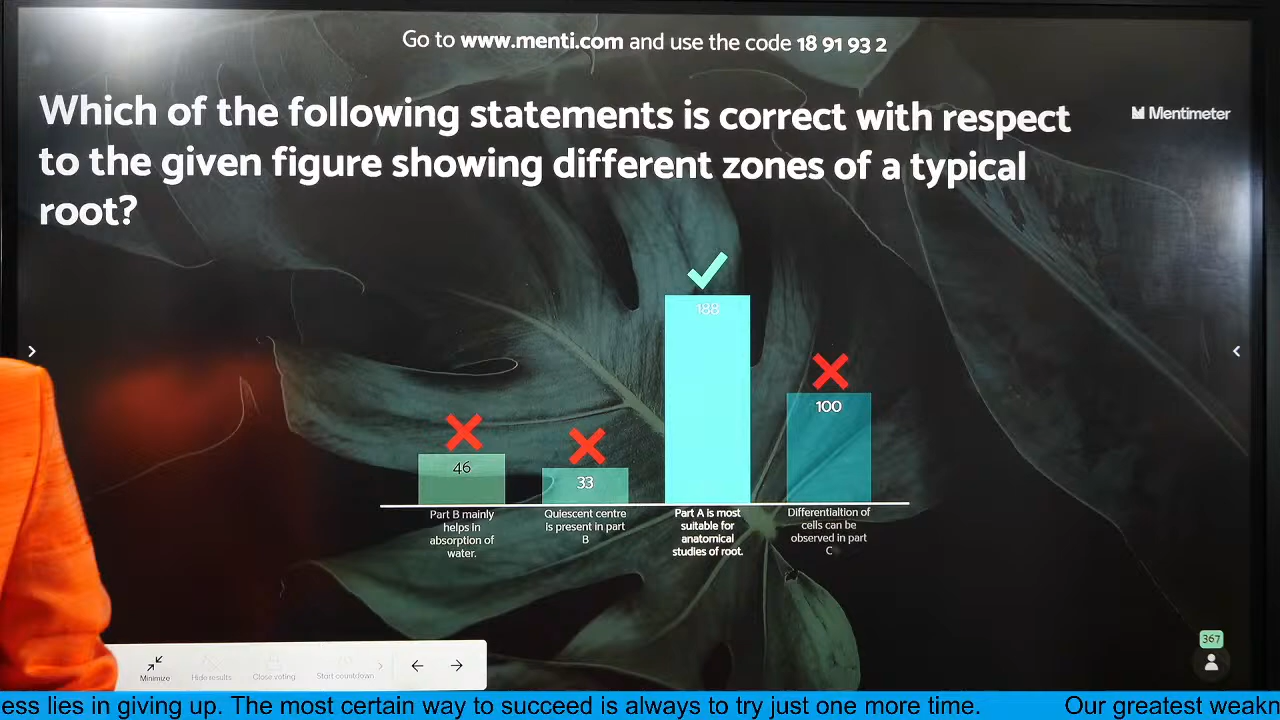 Go to www.menti.com and use the code 18 91 93 2
Which of the following statements is correct with respect
to the given figure showing different zones of a typical
root?
Mentimeter
188
100
46
33
Part B mainly
helps in
absorption of
water.
Quiescent centre
is present in part
B
Part A is most
suitable for
anatomical
studies of root.
Differentialtion of
cells can be
observed in part
C
367
Minimize
Hide results
Close voting
Start countdown
ess lies in giving up. The most certain way to succeed is always to try just one more time.
Our greatest weakn